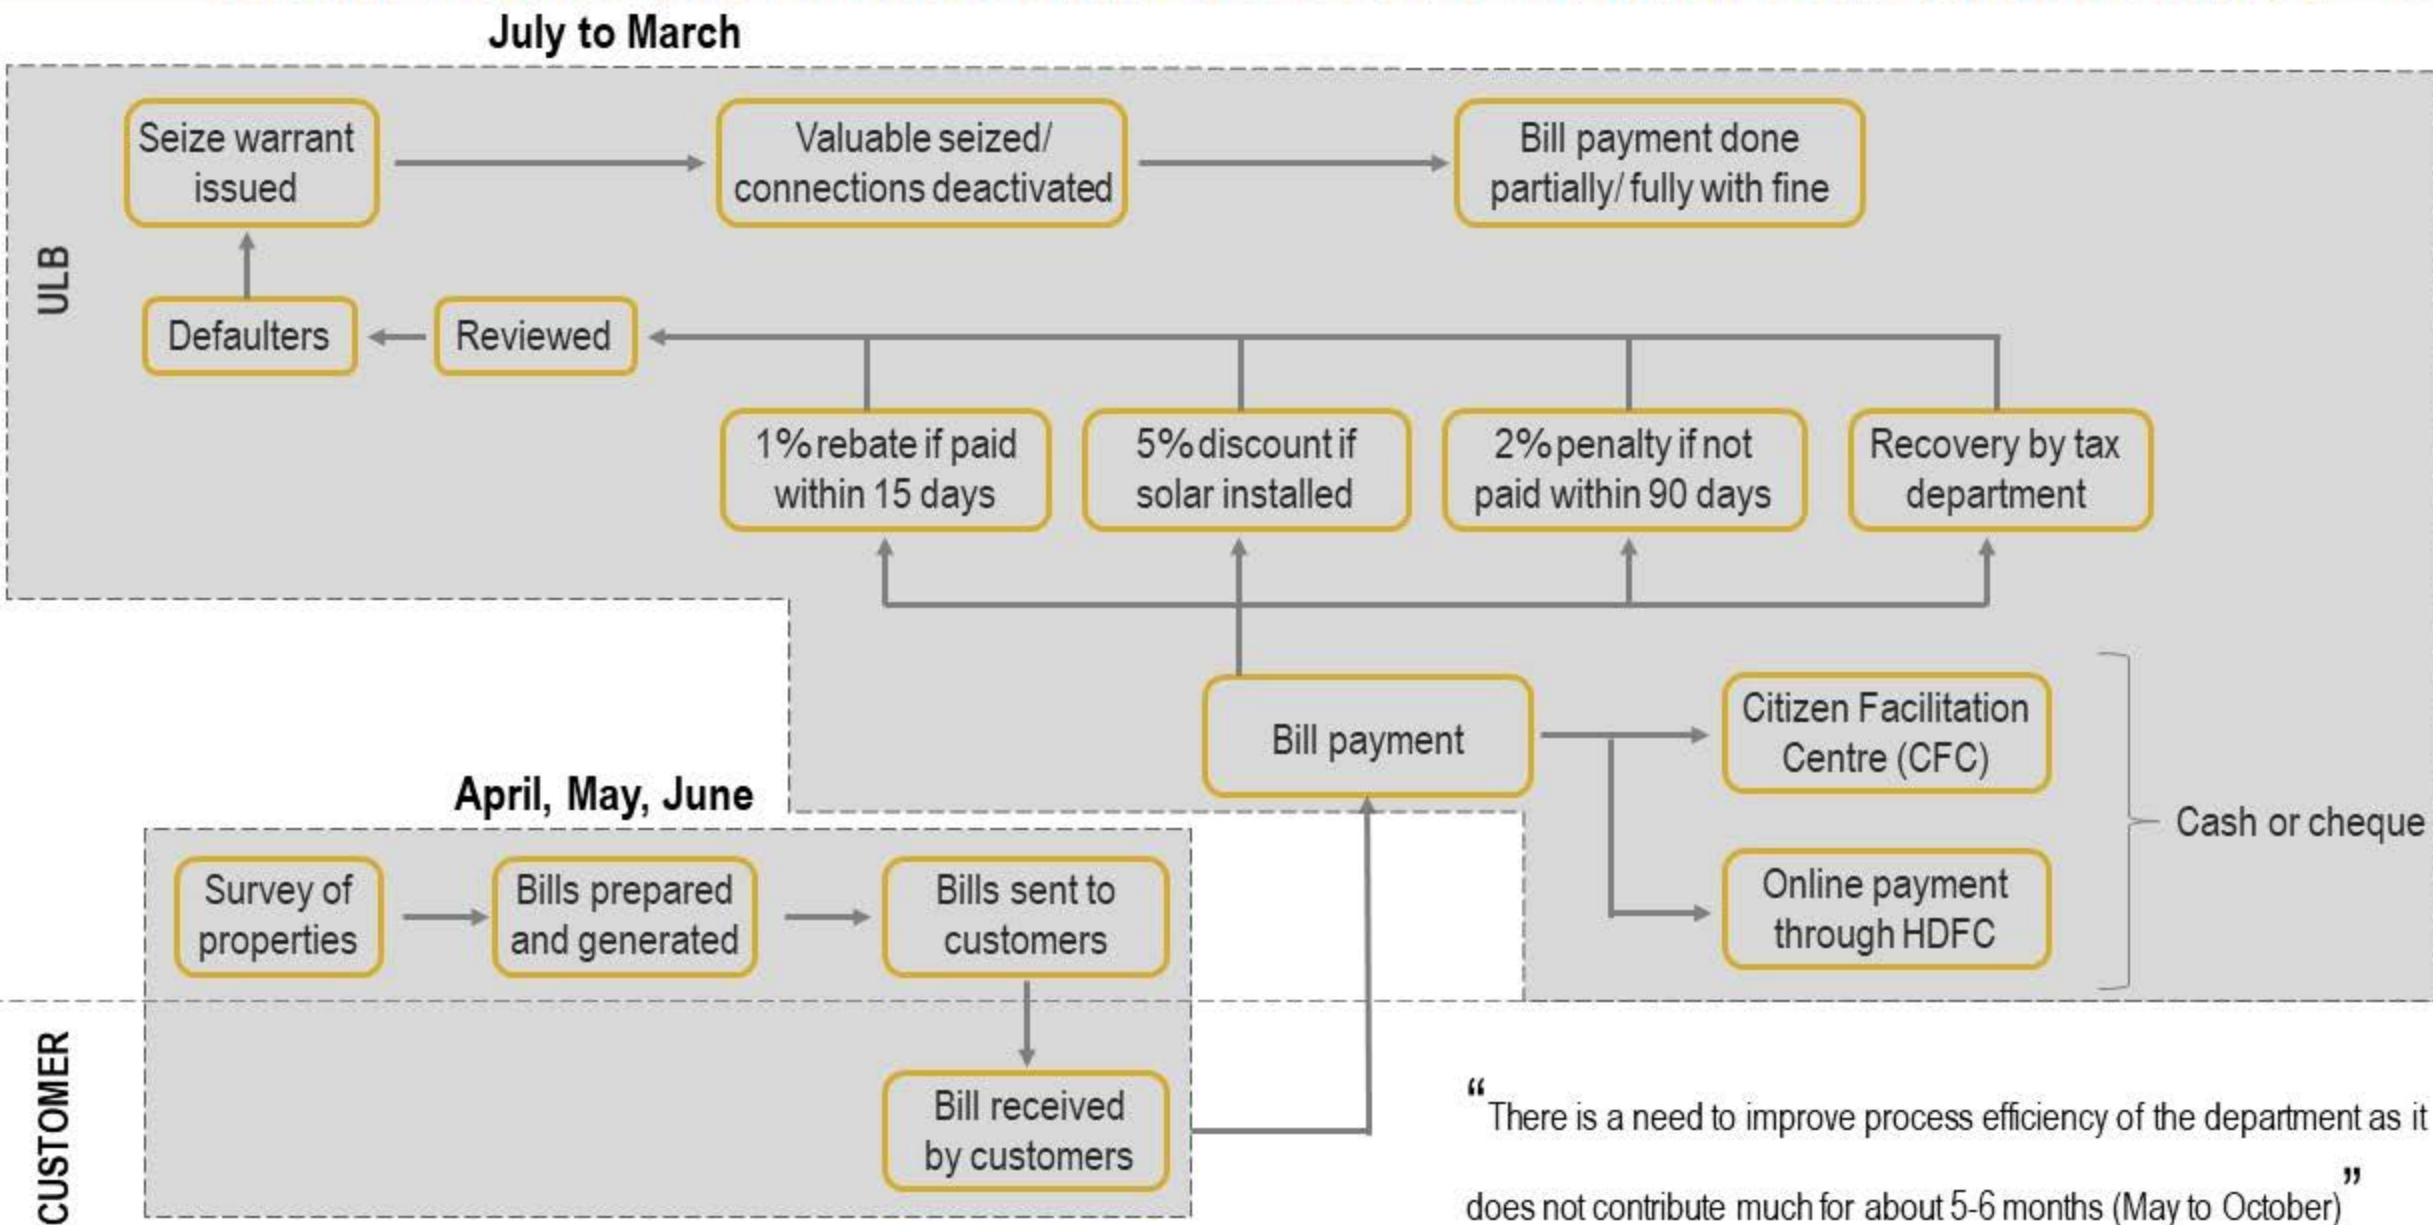 July to March
Seize warrant
issued
Valuable seized/
connections deactivated
Bill payment done
partially/ fully with fine
ULB
Defaulters
Reviewed
1% rebate if paid
within 15 days
5% discount if
solar installed
2% penalty if not
paid within 90 days
Recovery by tax
department
Bill payment
Citizen Facilitation
Centre (CFC)
Cash or cheque
Online payment
through HDFC
April, May, June
Survey of
properties
Bills prepared
and generated
Bills sent to
customers
CUSTOMER
Bill received
by customers
“There is a need to improve process efficiency of the department as it
does not contribute much for about 5-6 months (May to October)”